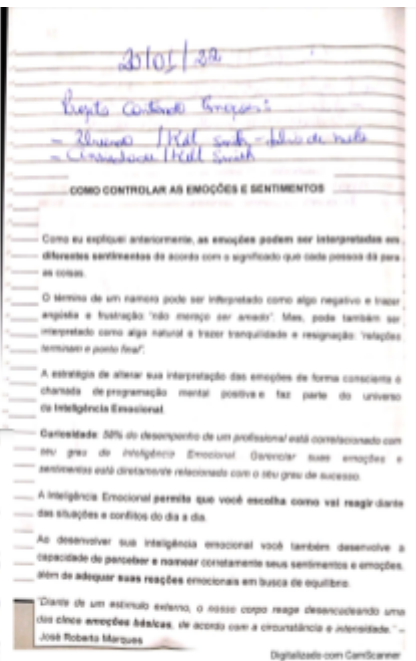 20/01/22
Projeto Contando Emoções:
- / Kell Smith -
- / Kell Smith
COMO CONTROLAR AS EMOÇÕES E SENTIMENTOS
Como eu expliquei anteriormente, as emoções podem ser interpretadas em
diferentes sentimentos de acordo com o significado que cada pessoa dá para
as coisas.
O término de um namoro pode ser interpretado como algo negativo e trazer
angústia e frustração "não mereço ser amado". Mas, pode também ser
interpretado como algo natural e trazer tranquilidade e resignação: "relações
terminam e ponto final".
A estratégia de alterar sua interpretação das emoções de forma consciente é
chamada de programação mental positiva e faz parte do universo
da Inteligência Emocional.
Curiosidade: 58% do desempenho de um profissional está correlacionado com
seu grau de Inteligência Emocional. Gerenciar suas emoções e
sentimentos está diretamente relacionado com o seu grau de sucesso.
A Inteligência Emocional permite que você escolha como vai reagir diante
das situações e conflitos do dia a dia.
Ao desenvolver sua inteligência emocional você também desenvolve a
capacidade de perceber e nomear corretamente seus sentimentos e emoções,
além de adequar suas reações emocionais em busca de equilíbrio.
"Diante de um estímulo externo, o nosso corpo reage desencadeando uma
das cinco emoções básicas, de acordo com a circunstância e intensidade." –
José Roberto Marques
Digitalizado com CamScanner